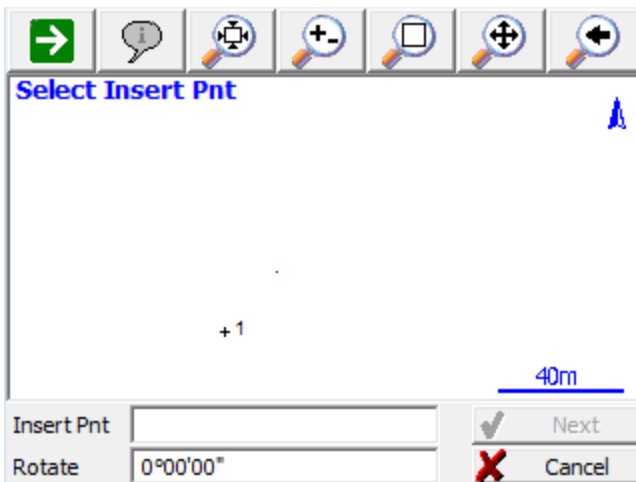 Select Insert Pnt
1
40m
Insert Pnt
Next
Rotate 0°00'00"
Cancel